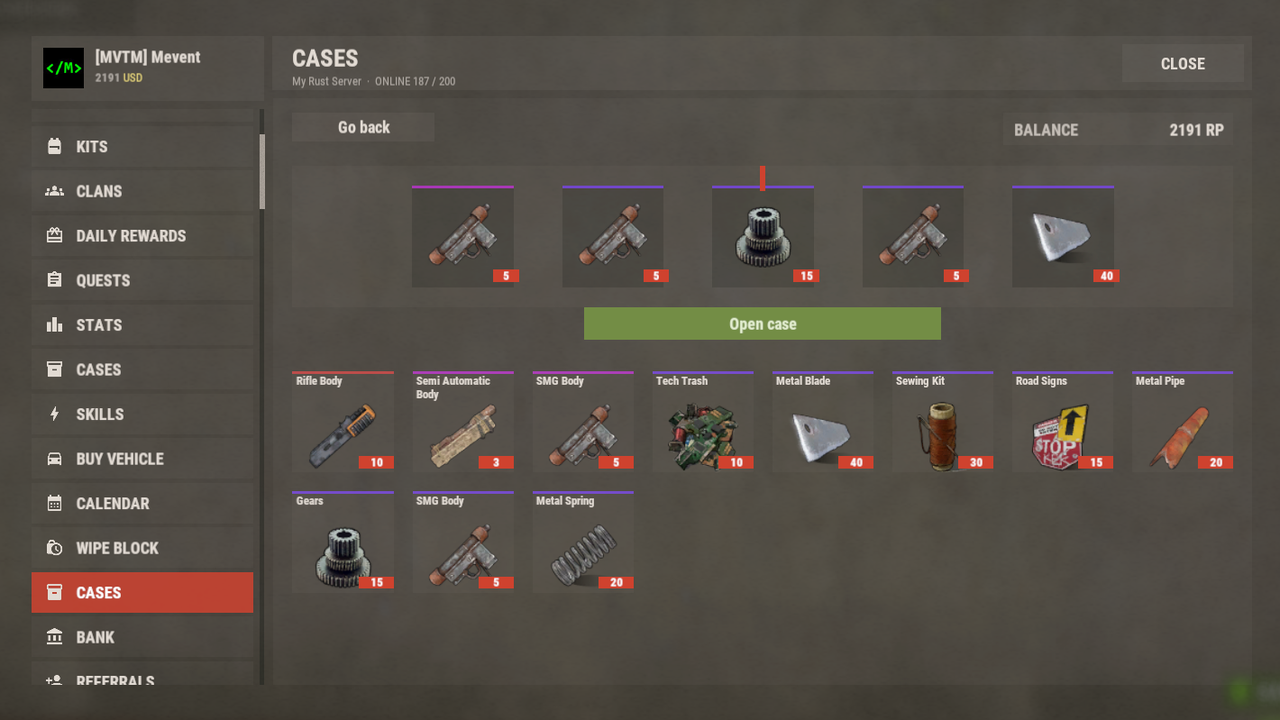 </M>
[MVTM] Mevent
2191 USD
KITS
CLANS
DAILY REWARDS
QUESTS
STATS
CASES
SKILLS
BUY VEHICLE
CALENDAR
WIPE BLOCK
CASES
BANK
REFERRALS
CASES
My Rust Server · ONLINE 187 / 200
CLOSE
Go back
BALANCE
2191 RP
5
5
15
5
40
Open case
Rifle Body
10
Semi Automatic
Body
3
SMG Body
5
Tech Trash
10
Metal Blade
40
Sewing Kit
30
Road Signs
STOP
15
Metal Pipe
20
Gears
15
SMG Body
5
Metal Spring
20